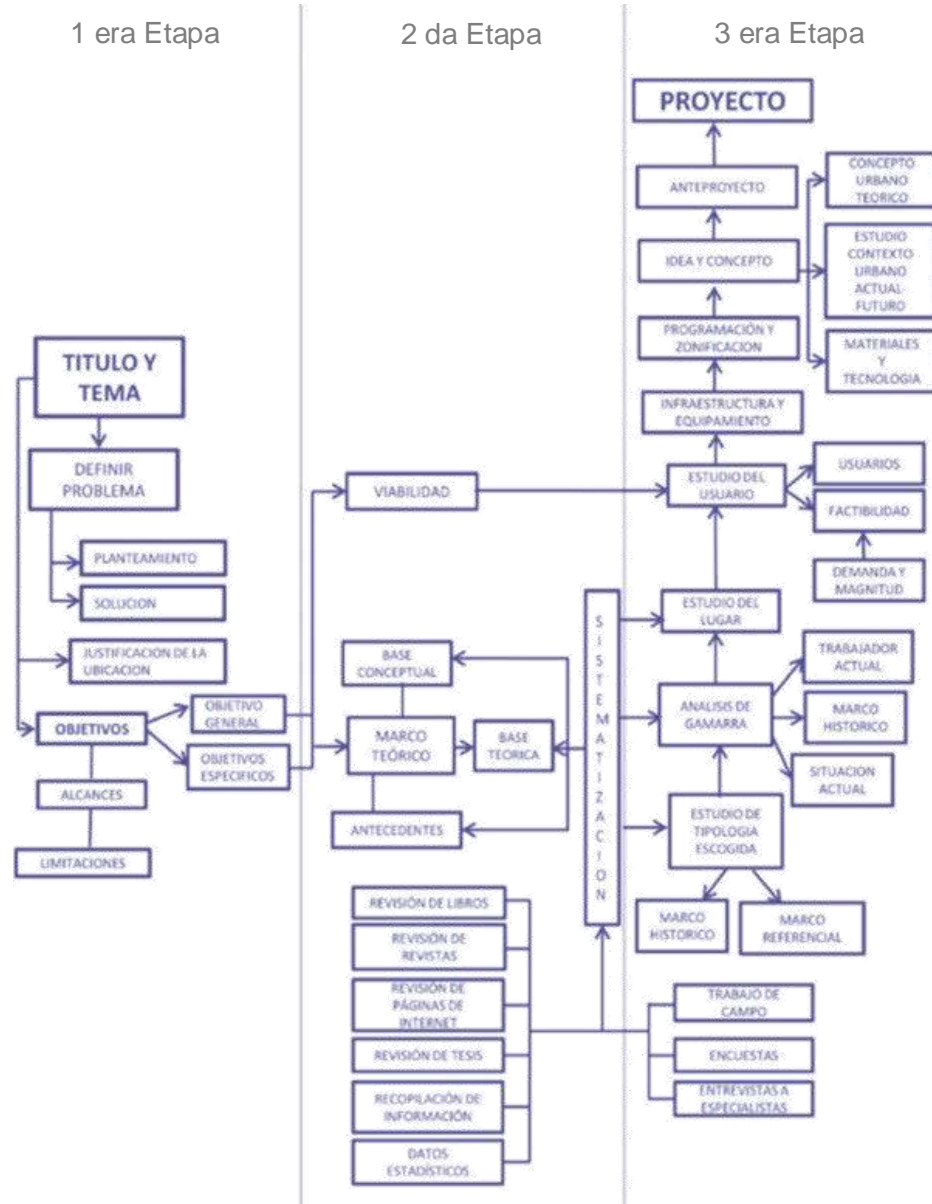 1 era Etapa
2 da Etapa
3 era Etapa
TITULO Y
TEMA
DEFINIR
PROBLEMA
PLANTEAMIENTO
SOLUCION
JUSTIFICACION DE LA
UBICACION
OBJETIVOS
OBJETIVO
GENERAL
OBJETIVOS
ESPECIFICOS
ALCANCES
LIMITACIONES
VIABILIDAD
BASE
CONCEPTUAL
MARCO
TEÓRICO
BASE
TEORICA
ANTECEDENTES
REVISIÓN DE LIBROS
REVISIÓN DE
REVISTAS
REVISIÓN DE
PÁGINAS DE
INTERNET
REVISIÓN DE TESIS
RECOPILACIÓN DE
INFORMACIÓN
DATOS
ESTADÍSTICOS
SISTEMATIZACION
PROYECTO
ANTEPROYECTO
IDEA Y CONCEPTO
CONCEPTO
URBANO
TEORICO
ESTUDIO
CONTEXTO
URBANO
ACTUAL-
FUTURO
MATERIALES
Y
TECNOLOGIA
PROGRAMACIÓN Y
ZONIFICACION
INFRAESTRUCTURA Y
EQUIPAMIENTO
ESTUDIO DEL
USUARIO
USUARIOS
FACTIBILIDAD
DEMANDA Y
MAGNITUD
ESTUDIO DEL
LUGAR
ANALISIS DE
GAMARRA
TRABAJADOR
ACTUAL
MARCO
HISTORICO
SITUACION
ACTUAL
ESTUDIO DE
TIPOLOGIA
ESCOGIDA
MARCO
HISTORICO
MARCO
REFERENCIAL
TRABAJO DE
CAMPO
ENCUESTAS
ENTREVISTAS A
ESPECIALISTAS